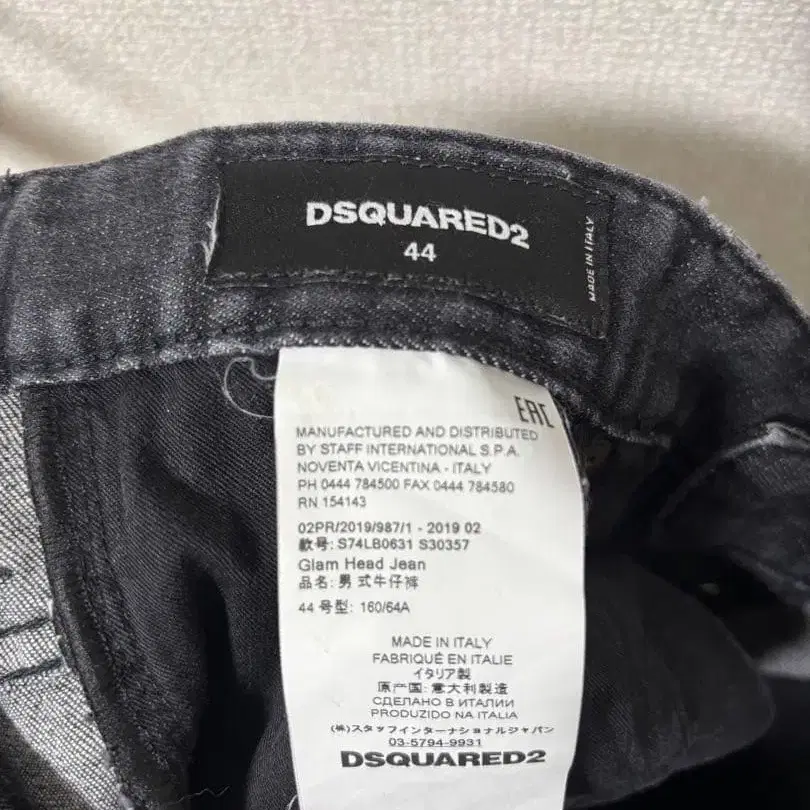 DSQUARED2
44
MADE IN ITALY
EAC
MANUFACTURED AND DISTRIBUTED
BY STAFF INTERNATIONAL S.P.A.
NOVENTA VICENTINA - ITALY
PH 0444 784500 FAX 0444 784580
RN 154143
02PR/2019/987/1 - 2019 02
款号: S74LB0631 S30357
Glam Head Jean
品名: 男式牛仔裤
44 号型: 160/64A
MADE IN ITALY
FABRIQUÉ EN ITALIE
イタリア製
原产国: 意大利製造
СДЕЛАНО В ИТАЛИИ
PRODUZIDO NA ITALIA
(株)スタッフインターナショナルジャパン
03-5794-9931
DSQUARED2